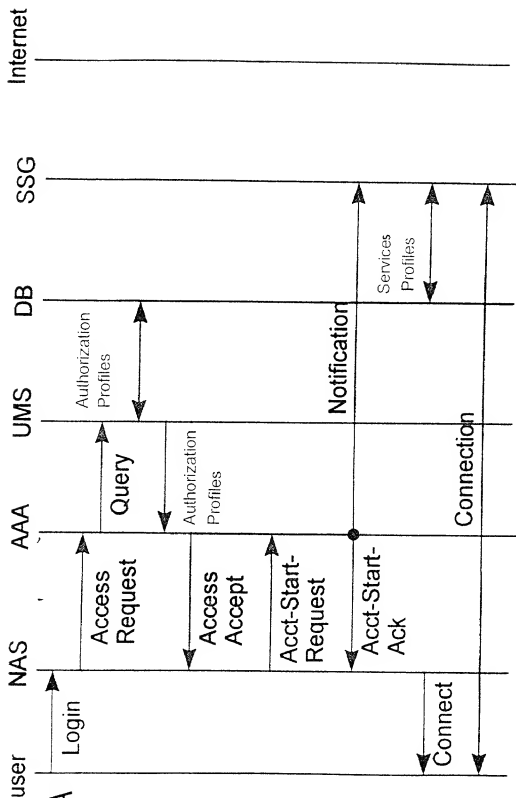 user
NAS
AAA
UMS
DB
SSG
Internet
A
Login
Access
Request
Query
Authorization
Profiles
Authorization
Profiles
Access
Accept
Acct-Start-
Request
Notification
Acct-Start-
Ack
Services
Profiles
Connect
Connection